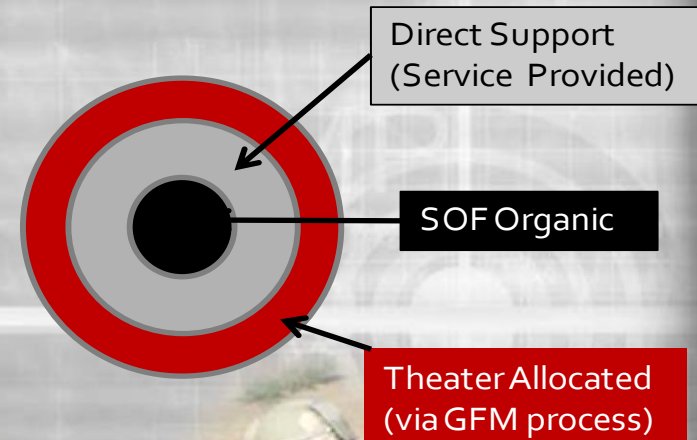 Direct Support
(Service Provided)
SOF Organic
Theater Allocated
(via GFM process)